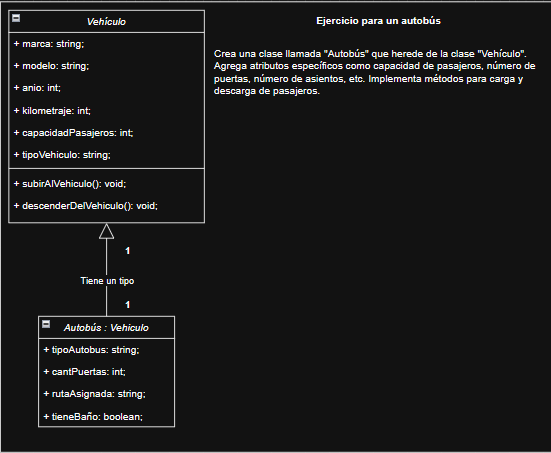 Vehículo
+ marca: string;
+ modelo: string;
+ anio: int;
+ kilometraje: int;
+ capacidadPasajeros: int;
+ tipoVehiculo: string;
+ subirAlVehiculo(): void;
+ descenderDelVehiculo(): void;
1
Tiene un tipo
1
Autobús : Vehiculo
+ tipoAutobus: string;
+ cantPuertas: int;
+ rutaAsignada: string;
+ tieneBaño: boolean;
Ejercicio para un autobús
Crea una clase llamada "Autobús" que herede de la clase "Vehículo".
Agrega atributos específicos como capacidad de pasajeros, número de
puertas, número de asientos, etc. Implementa métodos para carga y
descarga de pasajeros.